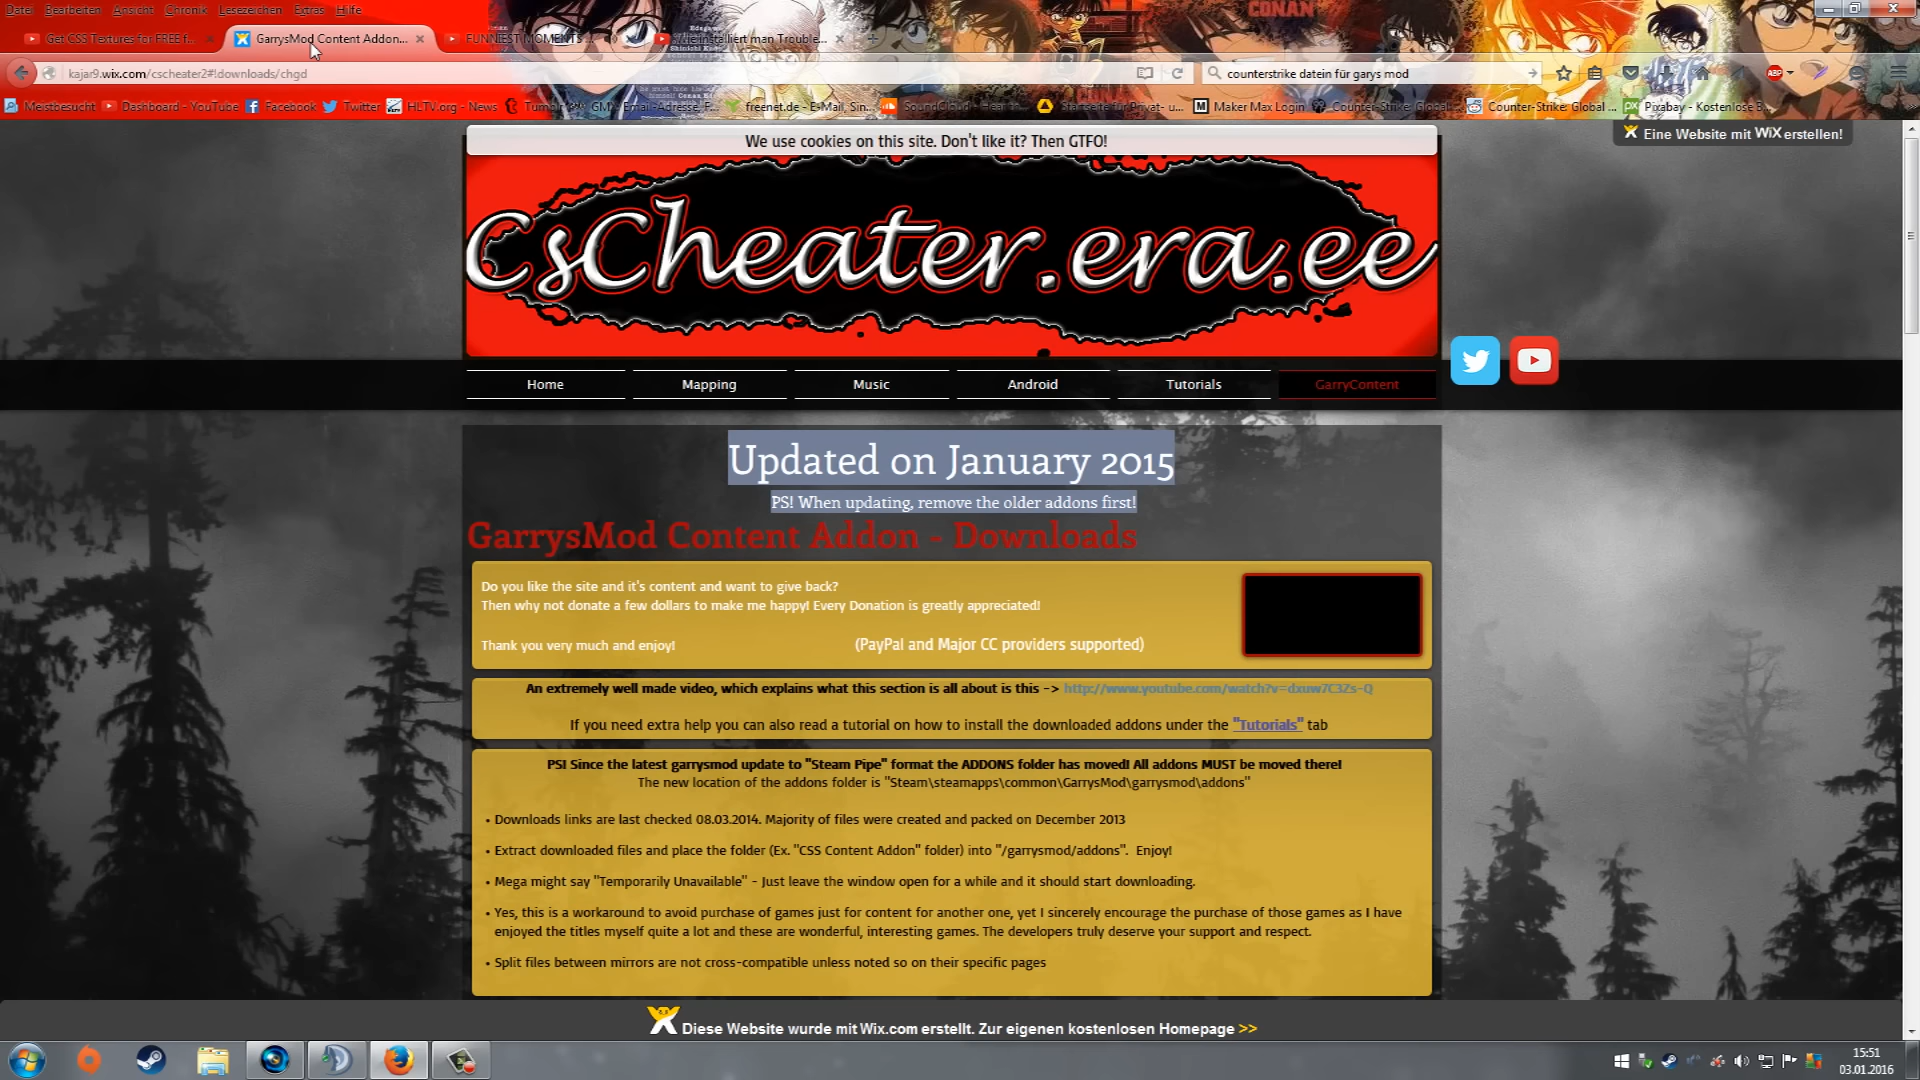 Datei Bearbeiten Ansicht Chronik Lesezeichen Extras Hilfe
CONAN
Get CSS Textures for FREE f...
GarrysMod Content Addon...
FUNNIEST MOMENTS
installiert man Trouble...
kajar9.wix.com/cscheater2#!downloads/chgd
counterstrike datein für garys mod
Meistbesucht
Dashboard - YouTube
Facebook
Twitter
HLTV.org - News
freenet.de - E-Mail, Sin...
SoundCloud
Startseite für Privat- u...
Maker Max Login
Counter-Strike: Global ...
Counter-Strike: Global ...
Pixabay - Kostenlose B...
We use cookies on this site. Don't like it? Then GTFO!
Eine Website mit WiX erstellen!
CsCheater.era.ee
Home
Mapping
Music
Android
Tutorials
GarryContent
Updated on January 2015
PS! When updating, remove the older addons first!
GarrysMod Content Addon - Downloads
Do you like the site and it's content and want to give back?
Then why not donate a few dollars to make me happy! Every Donation is greatly appreciated!
Thank you very much and enjoy!
(PayPal and Major CC providers supported)
An extremely well made video, which explains what this section is all about is this -> http://www.youtube.com/watch?v=dxuw7C3Zs-Q
If you need extra help you can also read a tutorial on how to install the downloaded addons under the "Tutorials" tab
PS! Since the latest garrysmod update to "Steam Pipe" format the ADDONS folder has moved! All addons MUST be moved there!
The new location of the addons folder is "Steam\steamapps\common\GarrysMod\garrysmod\addons"
• Downloads links are last checked 08.03.2014. Majority of files were created and packed on December 2013
• Extract downloaded files and place the folder (Ex. "CSS Content Addon" folder) into "/garrysmod/addons". Enjoy!
• Mega might say "Temporarily Unavailable" - Just leave the window open for a while and it should start downloading.
• Yes, this is a workaround to avoid purchase of games just for content for another one, yet I sincerely encourage the purchase of those games as I have
enjoyed the titles myself quite a lot and these are wonderful, interesting games. The developers truly deserve your support and respect.
• Split files between mirrors are not cross-compatible unless noted so on their specific pages
Diese Website wurde mit Wix.com erstellt. Zur eigenen kostenlosen Homepage >>
15:51
03.01.2016